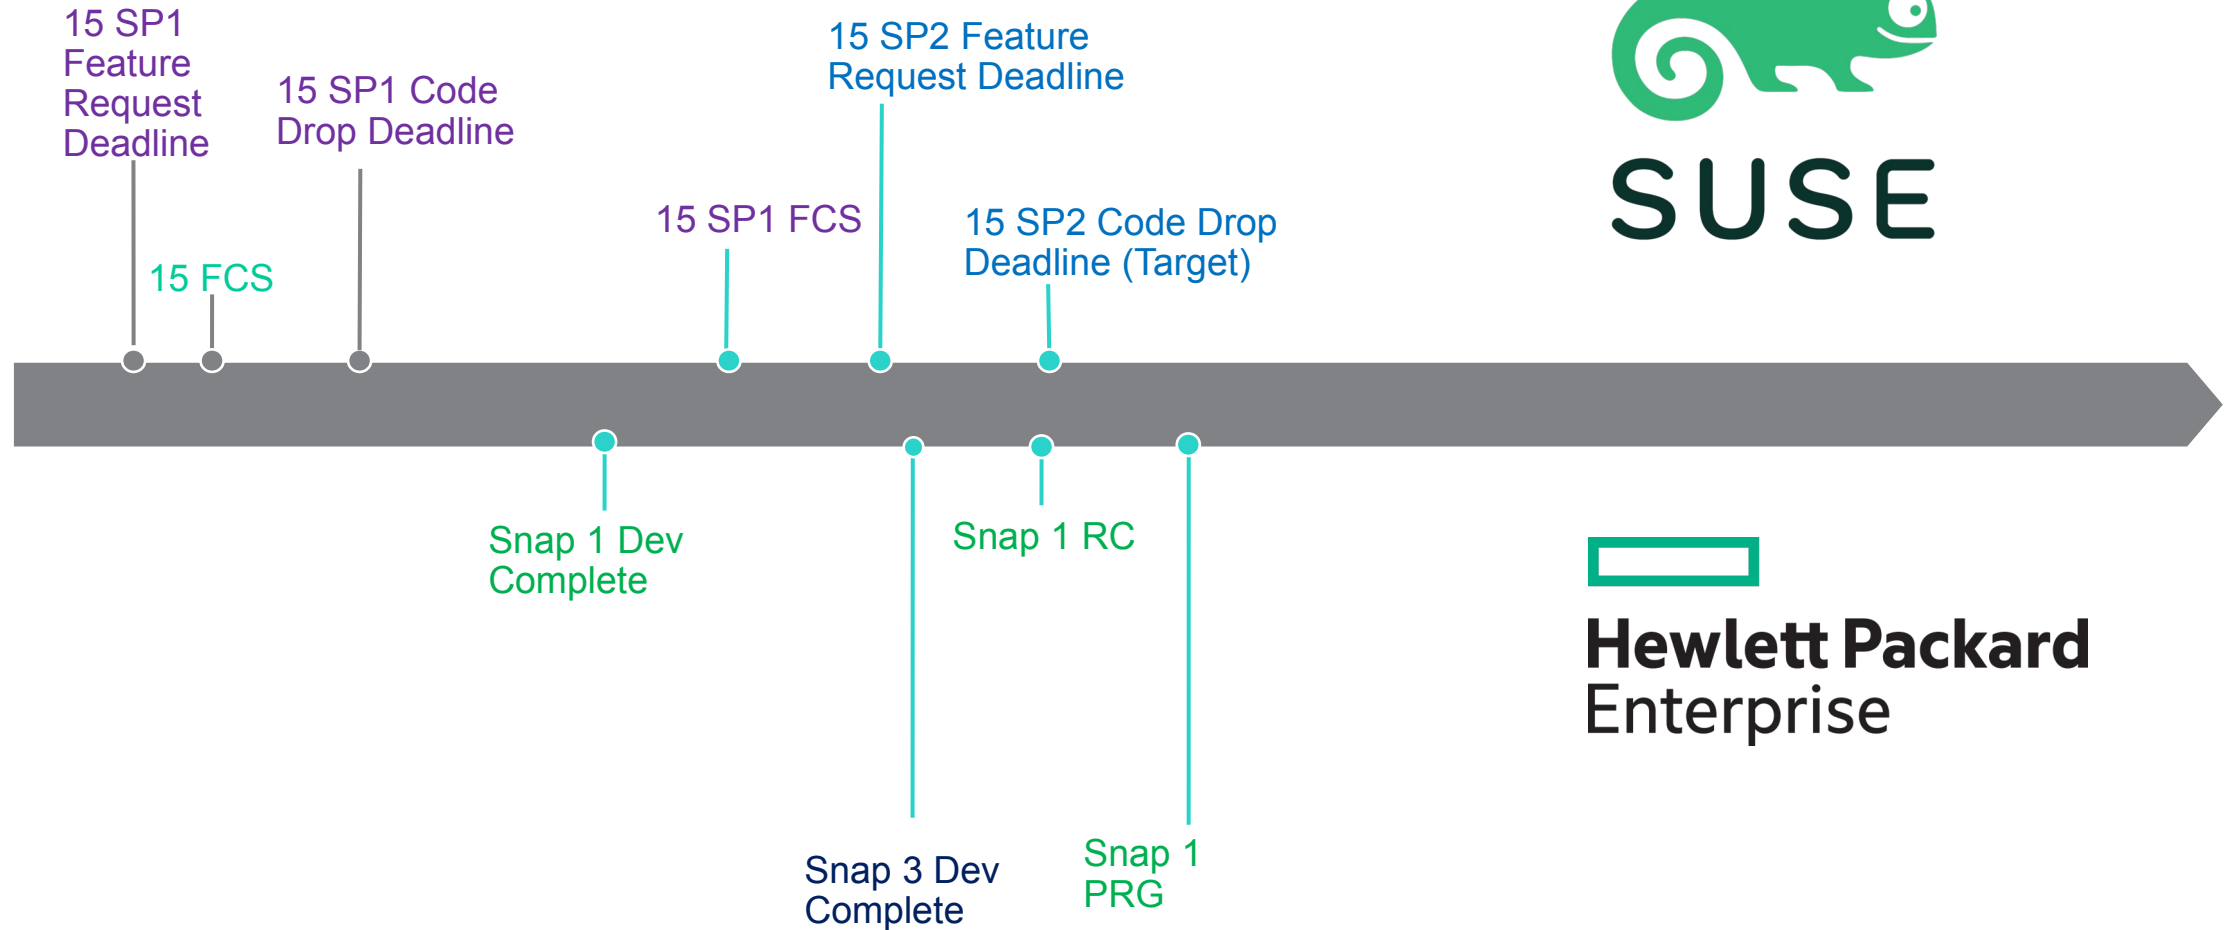 15 SP1
Feature
Request
Deadline
15 SP1 Code
Drop Deadline
15 FCS
15 SP1 FCS
15 SP2 Feature
Request Deadline
15 SP2 Code Drop
Deadline (Target)
SUSE
Snap 1 Dev
Complete
Snap 1 RC
Snap 3 Dev
Complete
Snap 1
PRG
Hewlett Packard
Enterprise